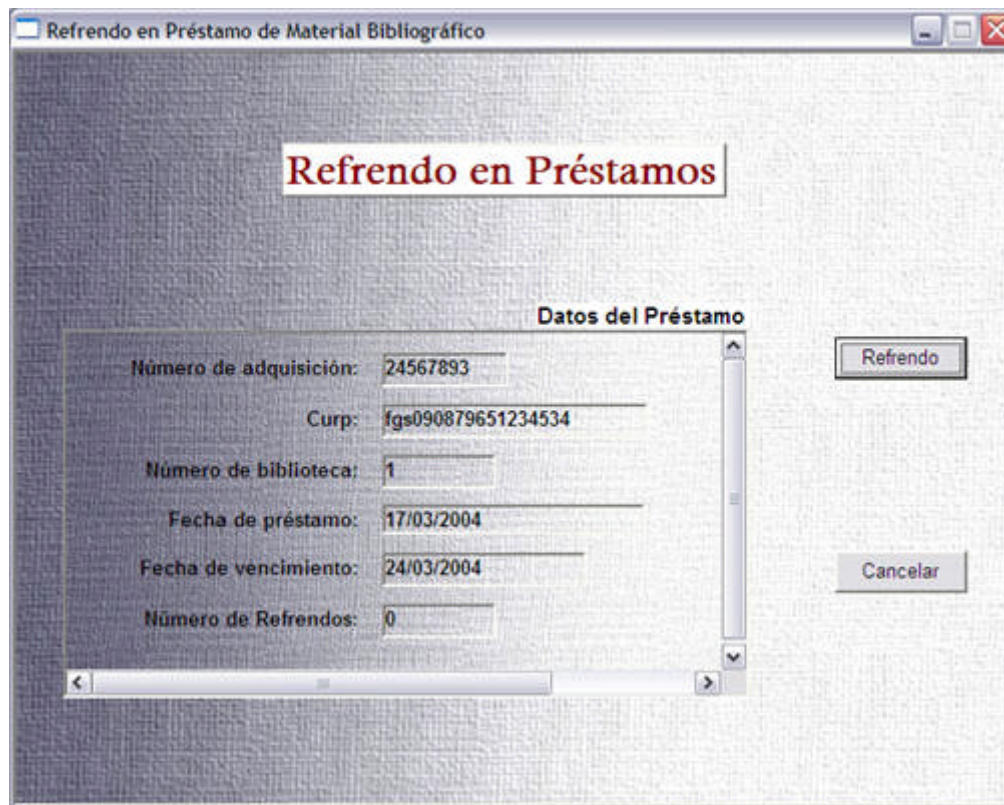 Refrendo en Préstamo de Material Bibliográfico
Refrendo en Préstamos
Datos del Préstamo
Número de adquisición: 24567893
Refrendo
Curp: fgs090879651234534
Número de biblioteca: 1
Fecha de préstamo: 17/03/2004
Fecha de vencimiento: 24/03/2004
Cancelar
Número de Refrendos: 0